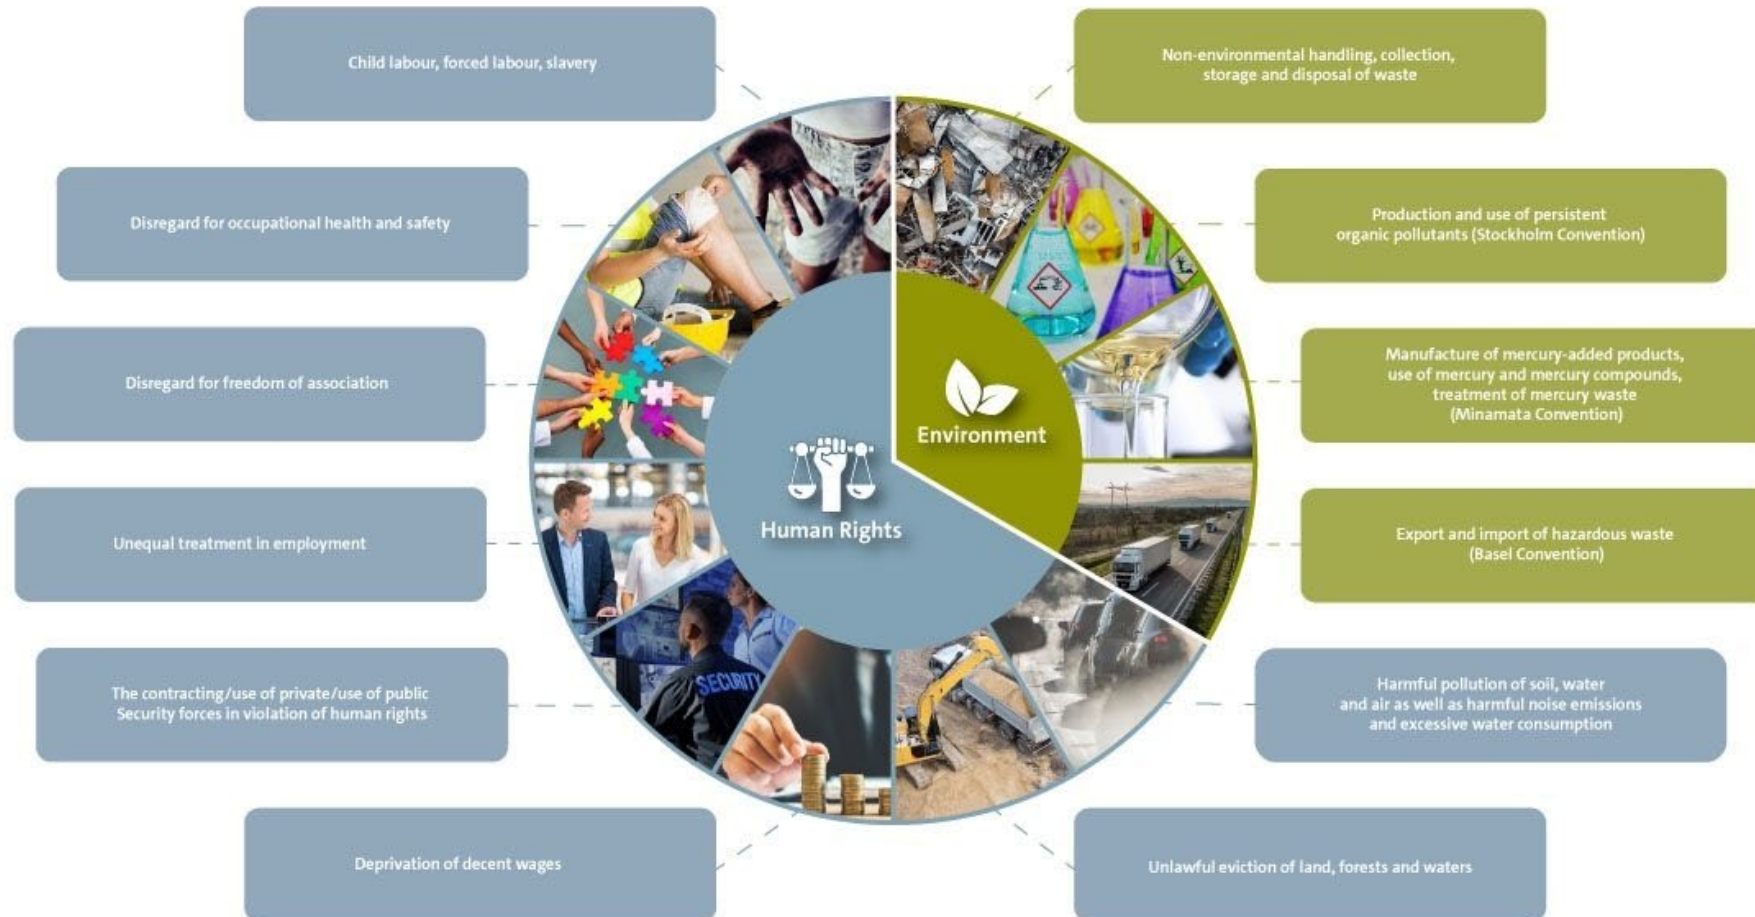 Child labour, forced labour, slavery
Non-environmental handling, collection,
storage and disposal of waste
Disregard for occupational health and safety
Production and use of persistent
organic pollutants (Stockholm Convention)
Disregard for freedom of association
Manufacture of mercury-added products,
use of mercury and mercury compounds,
treatment of mercury waste
(Minamata Convention)
Environment
Human Rights
Unequal treatment in employment
Export and import of hazardous waste
(Basel Convention)
The contracting/use of private/use of public
Security forces in violation of human rights
SECURITY
Harmful pollution of soil, water
and air as well as harmful noise emissions
and excessive water consumption
Deprivation of decent wages
Unlawful eviction of land, forests and waters